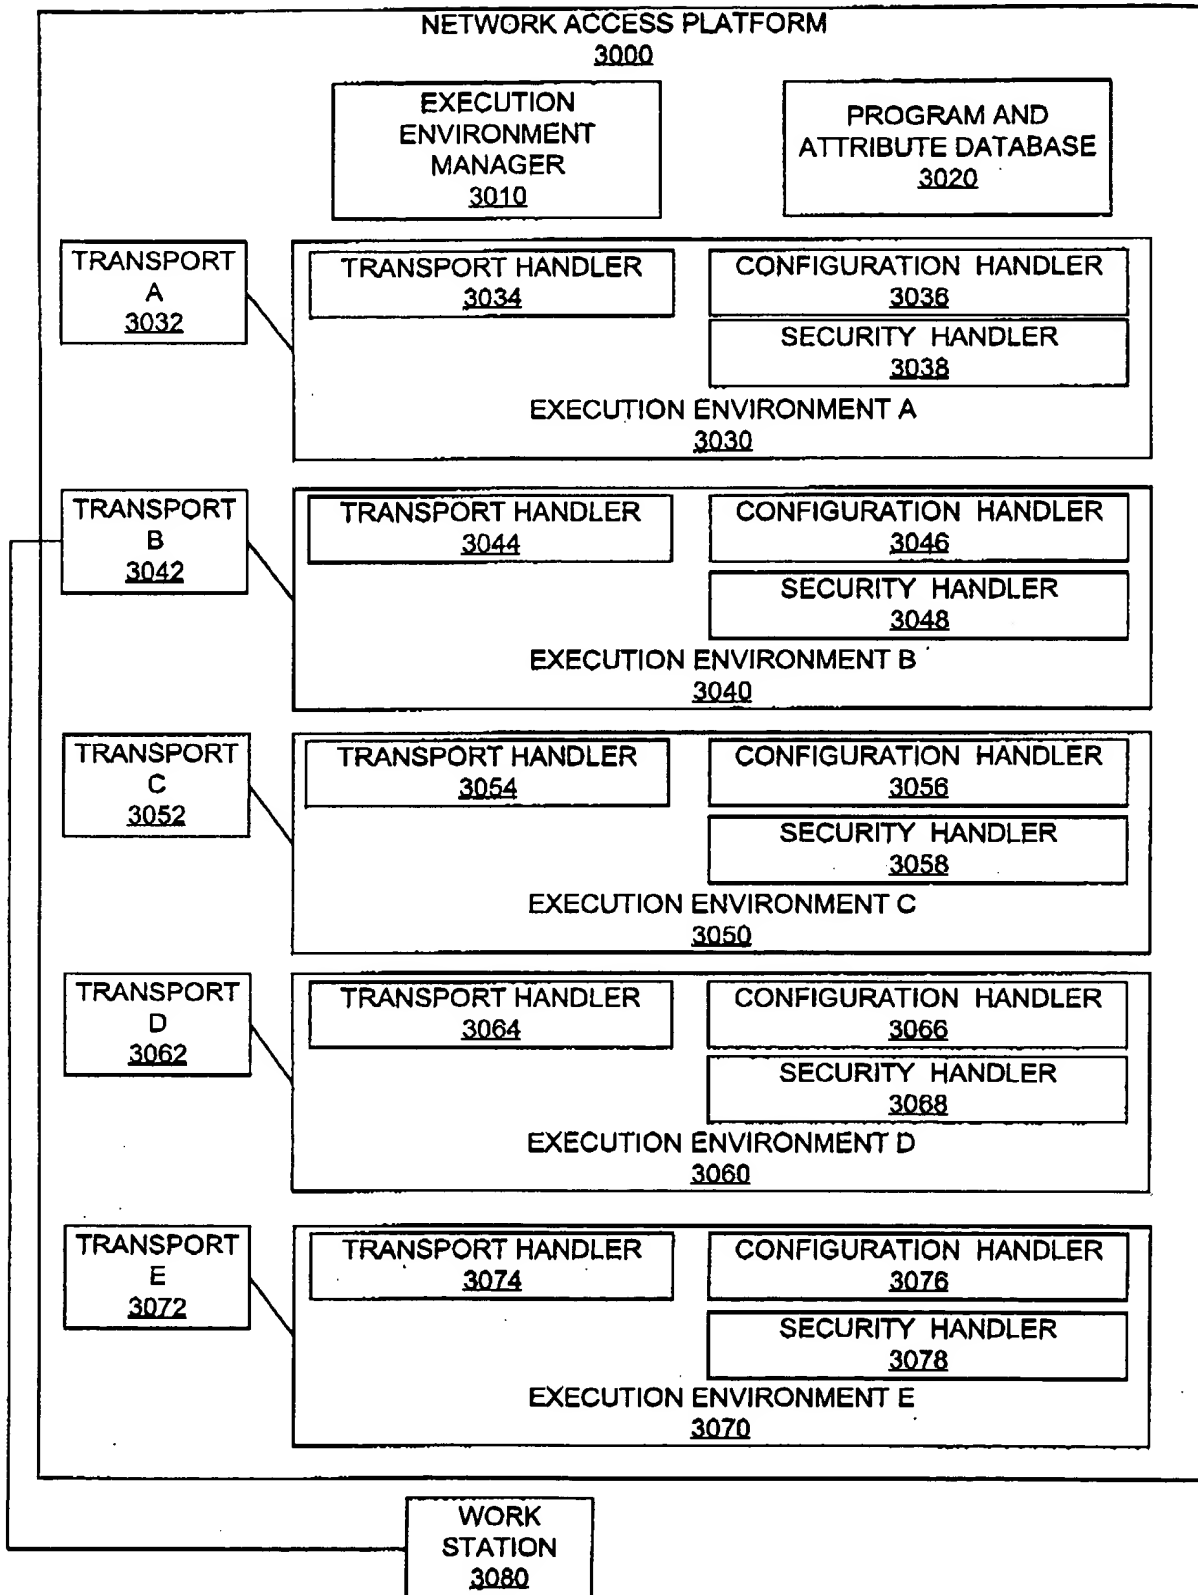 NETWORK ACCESS PLATFORM
3000
EXECUTION
ENVIRONMENT
MANAGER
3010
PROGRAM AND
ATTRIBUTE DATABASE
3020
TRANSPORT
A
3032
TRANSPORT HANDLER
3034
CONFIGURATION HANDLER
3036
SECURITY HANDLER
3038
EXECUTION ENVIRONMENT A
3030
TRANSPORT
B
3042
TRANSPORT HANDLER
3044
CONFIGURATION HANDLER
3046
SECURITY HANDLER
3048
EXECUTION ENVIRONMENT B
3040
TRANSPORT
C
3052
TRANSPORT HANDLER
3054
CONFIGURATION HANDLER
3056
SECURITY HANDLER
3058
EXECUTION ENVIRONMENT C
3050
TRANSPORT
D
3062
TRANSPORT HANDLER
3064
CONFIGURATION HANDLER
3066
SECURITY HANDLER
3068
EXECUTION ENVIRONMENT D
3060
TRANSPORT
E
3072
TRANSPORT HANDLER
3074
CONFIGURATION HANDLER
3076
SECURITY HANDLER
3078
EXECUTION ENVIRONMENT E
3070
WORK
STATION
3080